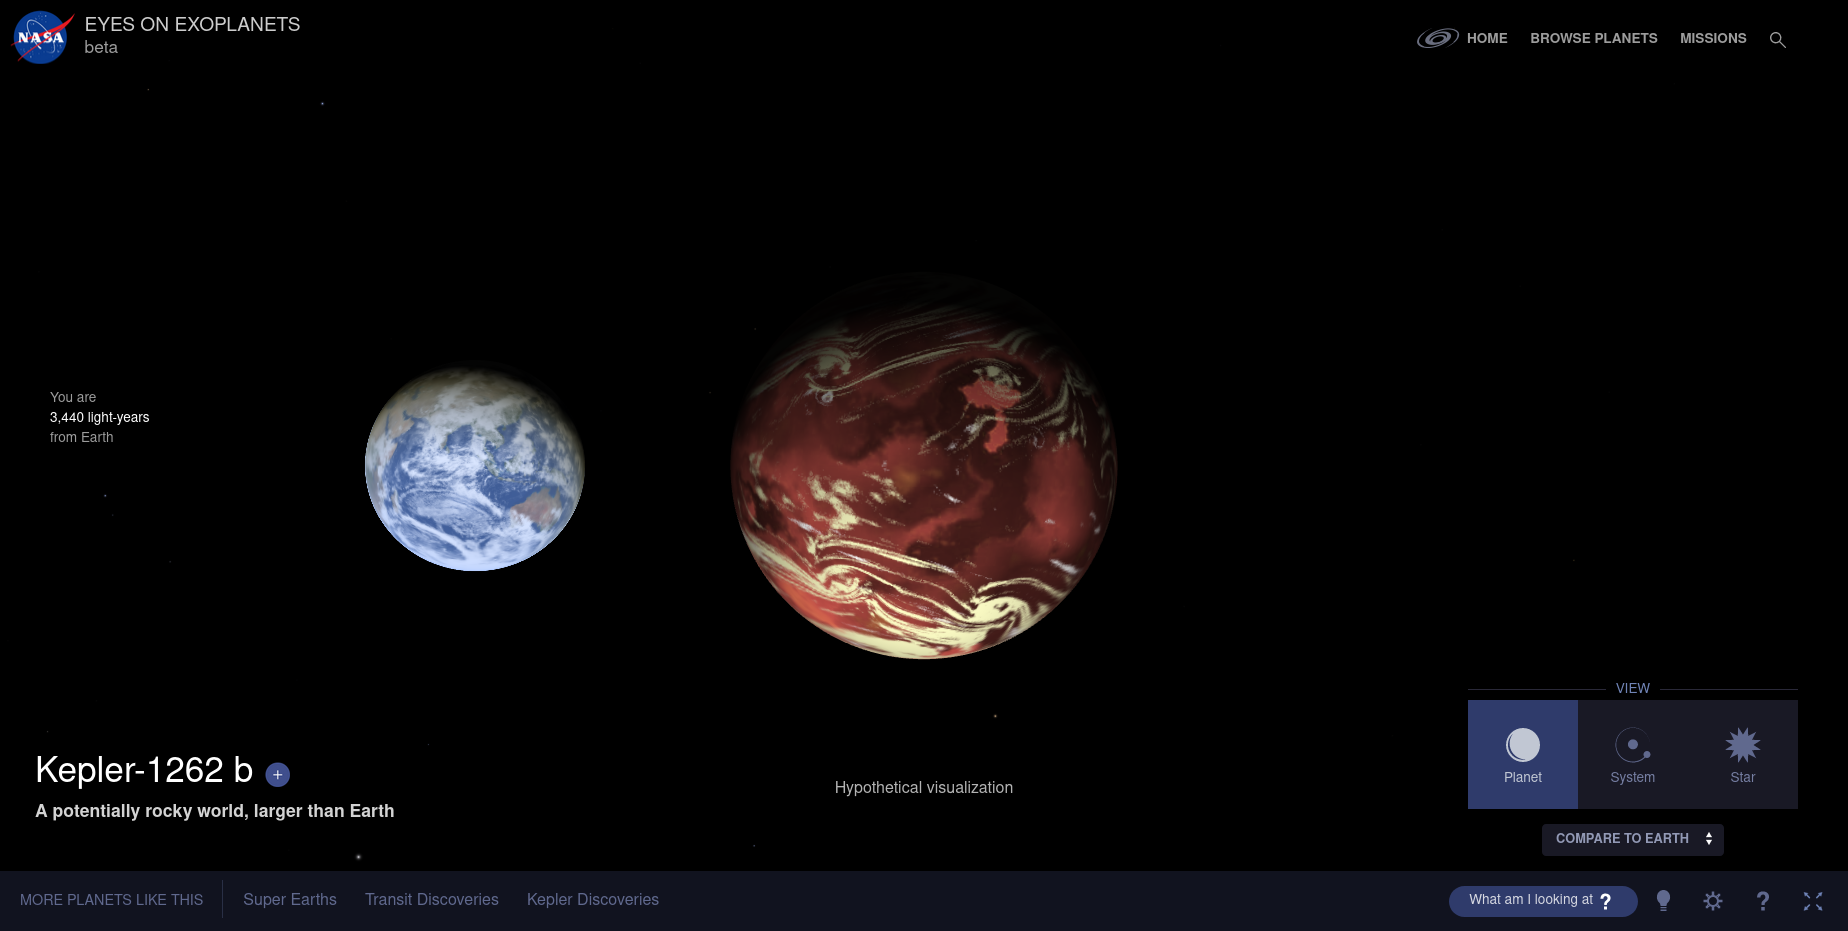 NASA
EYES ON EXOPLANETS
beta
HOME
BROWSE PLANETS
MISSIONS
You are
3,440 light-years
from Earth
VIEW
Planet
System
Star
Kepler-1262 b +
A potentially rocky world, larger than Earth
Hypothetical visualization
COMPARE TO EARTH
MORE PLANETS LIKE THIS
Super Earths
Transit Discoveries
Kepler Discoveries
What am I looking at ?
?